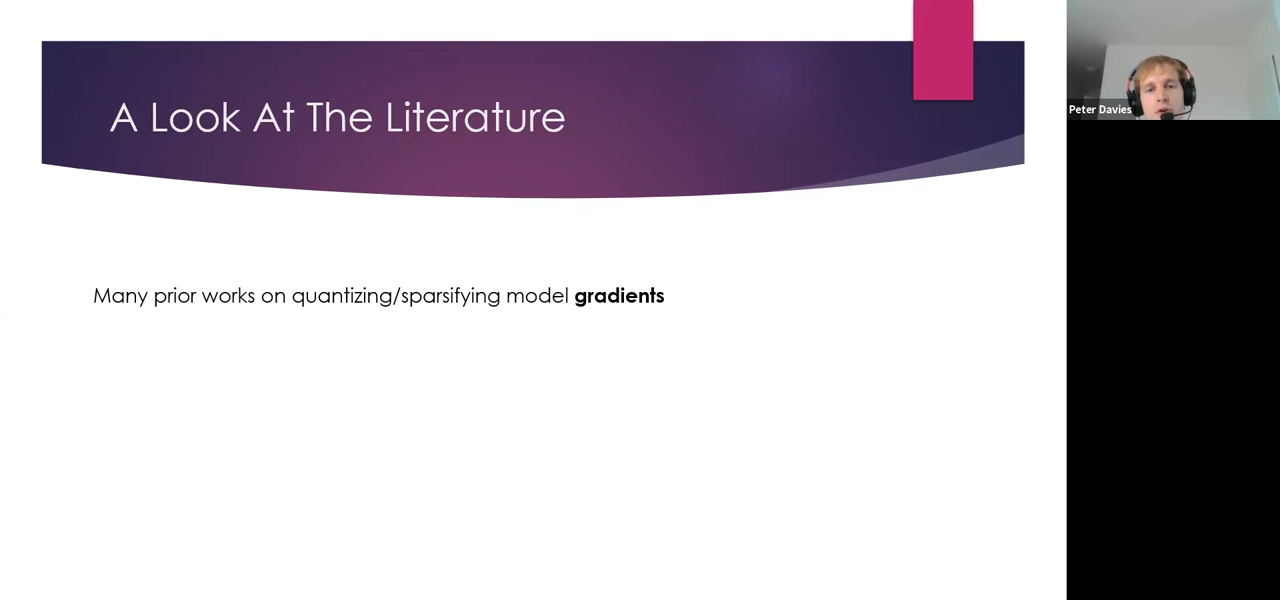 A Look At The Literature
Peter Davies
Many prior works on quantizing/sparsifying model gradients